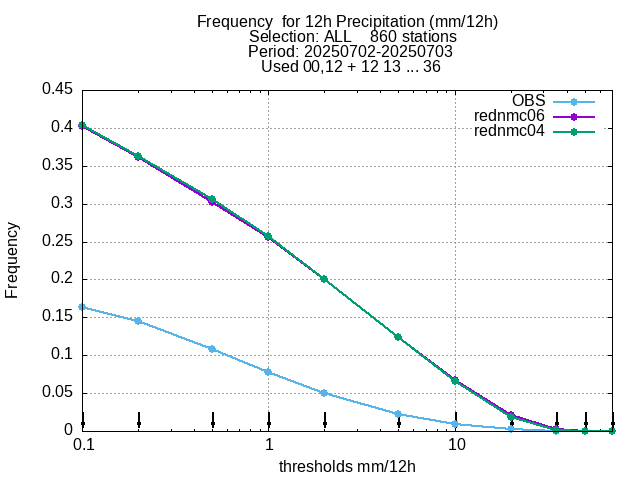 Frequency  for 12h Precipitation (mm/12h)
Selection: ALL    860 stations
Period: 20250702-20250703
Used 00,12 + 12 13 ... 36
OBS
rednmc06
rednmc04
0.45
0.4
0.35
0.3
0.25
0.2
0.15
0.1
0.05
0
Frequency
0.1 1 10
thresholds mm/12h